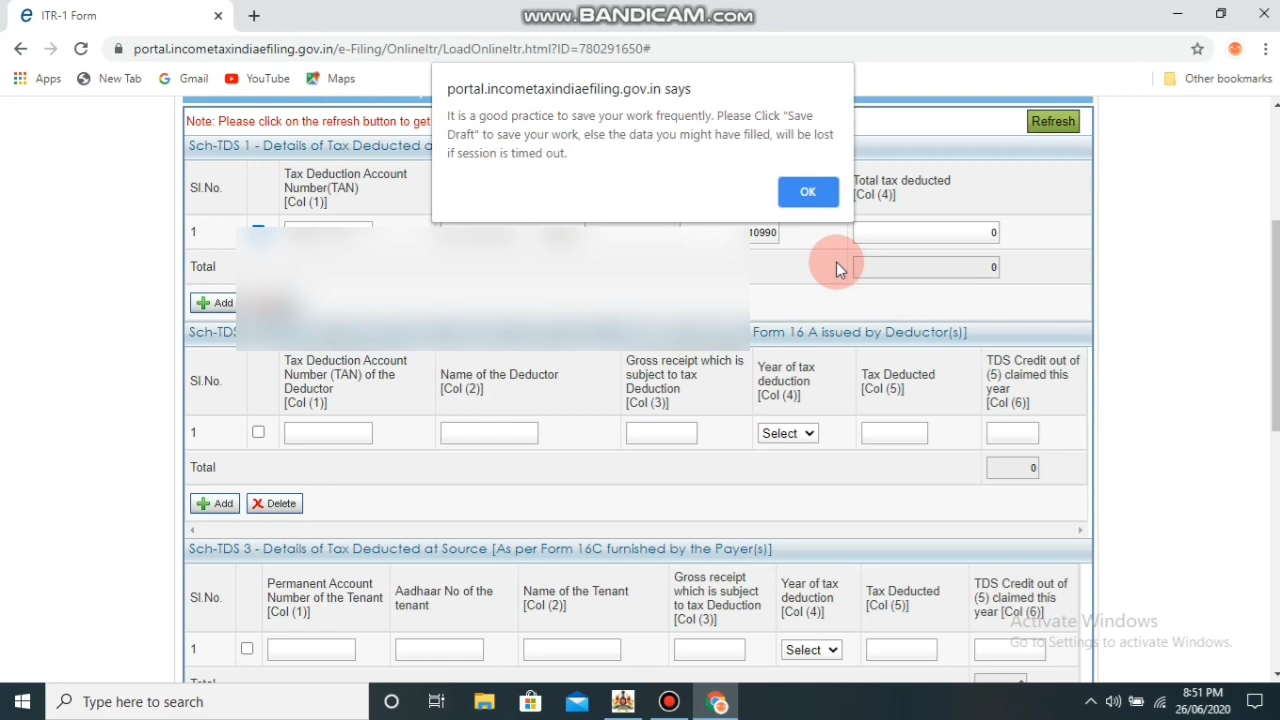 ITR-1 Form
www.BANDICAM.com
portal.incometaxindiaefiling.gov.in/e-Filing/OnlineItr/LoadOnlineItr.html?ID=780291650#
Apps
New Tab
Gmail
YouTube
Maps
Other bookmarks
portal.incometaxindiaefiling.gov.in says
It is a good practice to save your work frequently. Please Click "Save
Draft" to save your work, else the data you might have filled, will be lost
if session is timed out.
OK
Note: Please click on the refresh button to get
Refresh
Sch-TDS 1 - Details of Tax Deducted a
Sl.No.
Tax Deduction Account
Number(TAN)
[Col (1)]
Total tax deducted
[Col (4)]
1
10990
0
Total
0
Add
Sch-TDS
Form 16 A issued by Deductor(s)]
Sl.No.
Tax Deduction Account
Number (TAN) of the
Deductor
[Col (1)]
Name of the Deductor
[Col (2)]
Gross receipt which is
subject to tax
Deduction
[Col (3)]
Year of tax
deduction
[Col (4)]
Tax Deducted
[Col (5)]
TDS Credit out of
(5) claimed this
year
[Col (6)]
1
Select
Total
0
Add
Delete
Sch-TDS 3 - Details of Tax Deducted at Source [As per Form 16C furnished by the Payer(s)]
Sl.No.
Permanent Account
Number of the Tenant
[Col (1)]
Aadhaar No of the
tenant
Name of the Tenant
[Col (2)]
Gross receipt
which is subject
to tax Deduction
[Col (3)]
Year of tax
deduction
[Col (4)]
Tax Deducted
[Col (5)]
TDS Credit out of
(5) claimed this
year [Col (6)]
1
Select
Activate Windows
Go to Settings to activate Windows.
Total
Type here to search
8:51 PM
26/06/2020